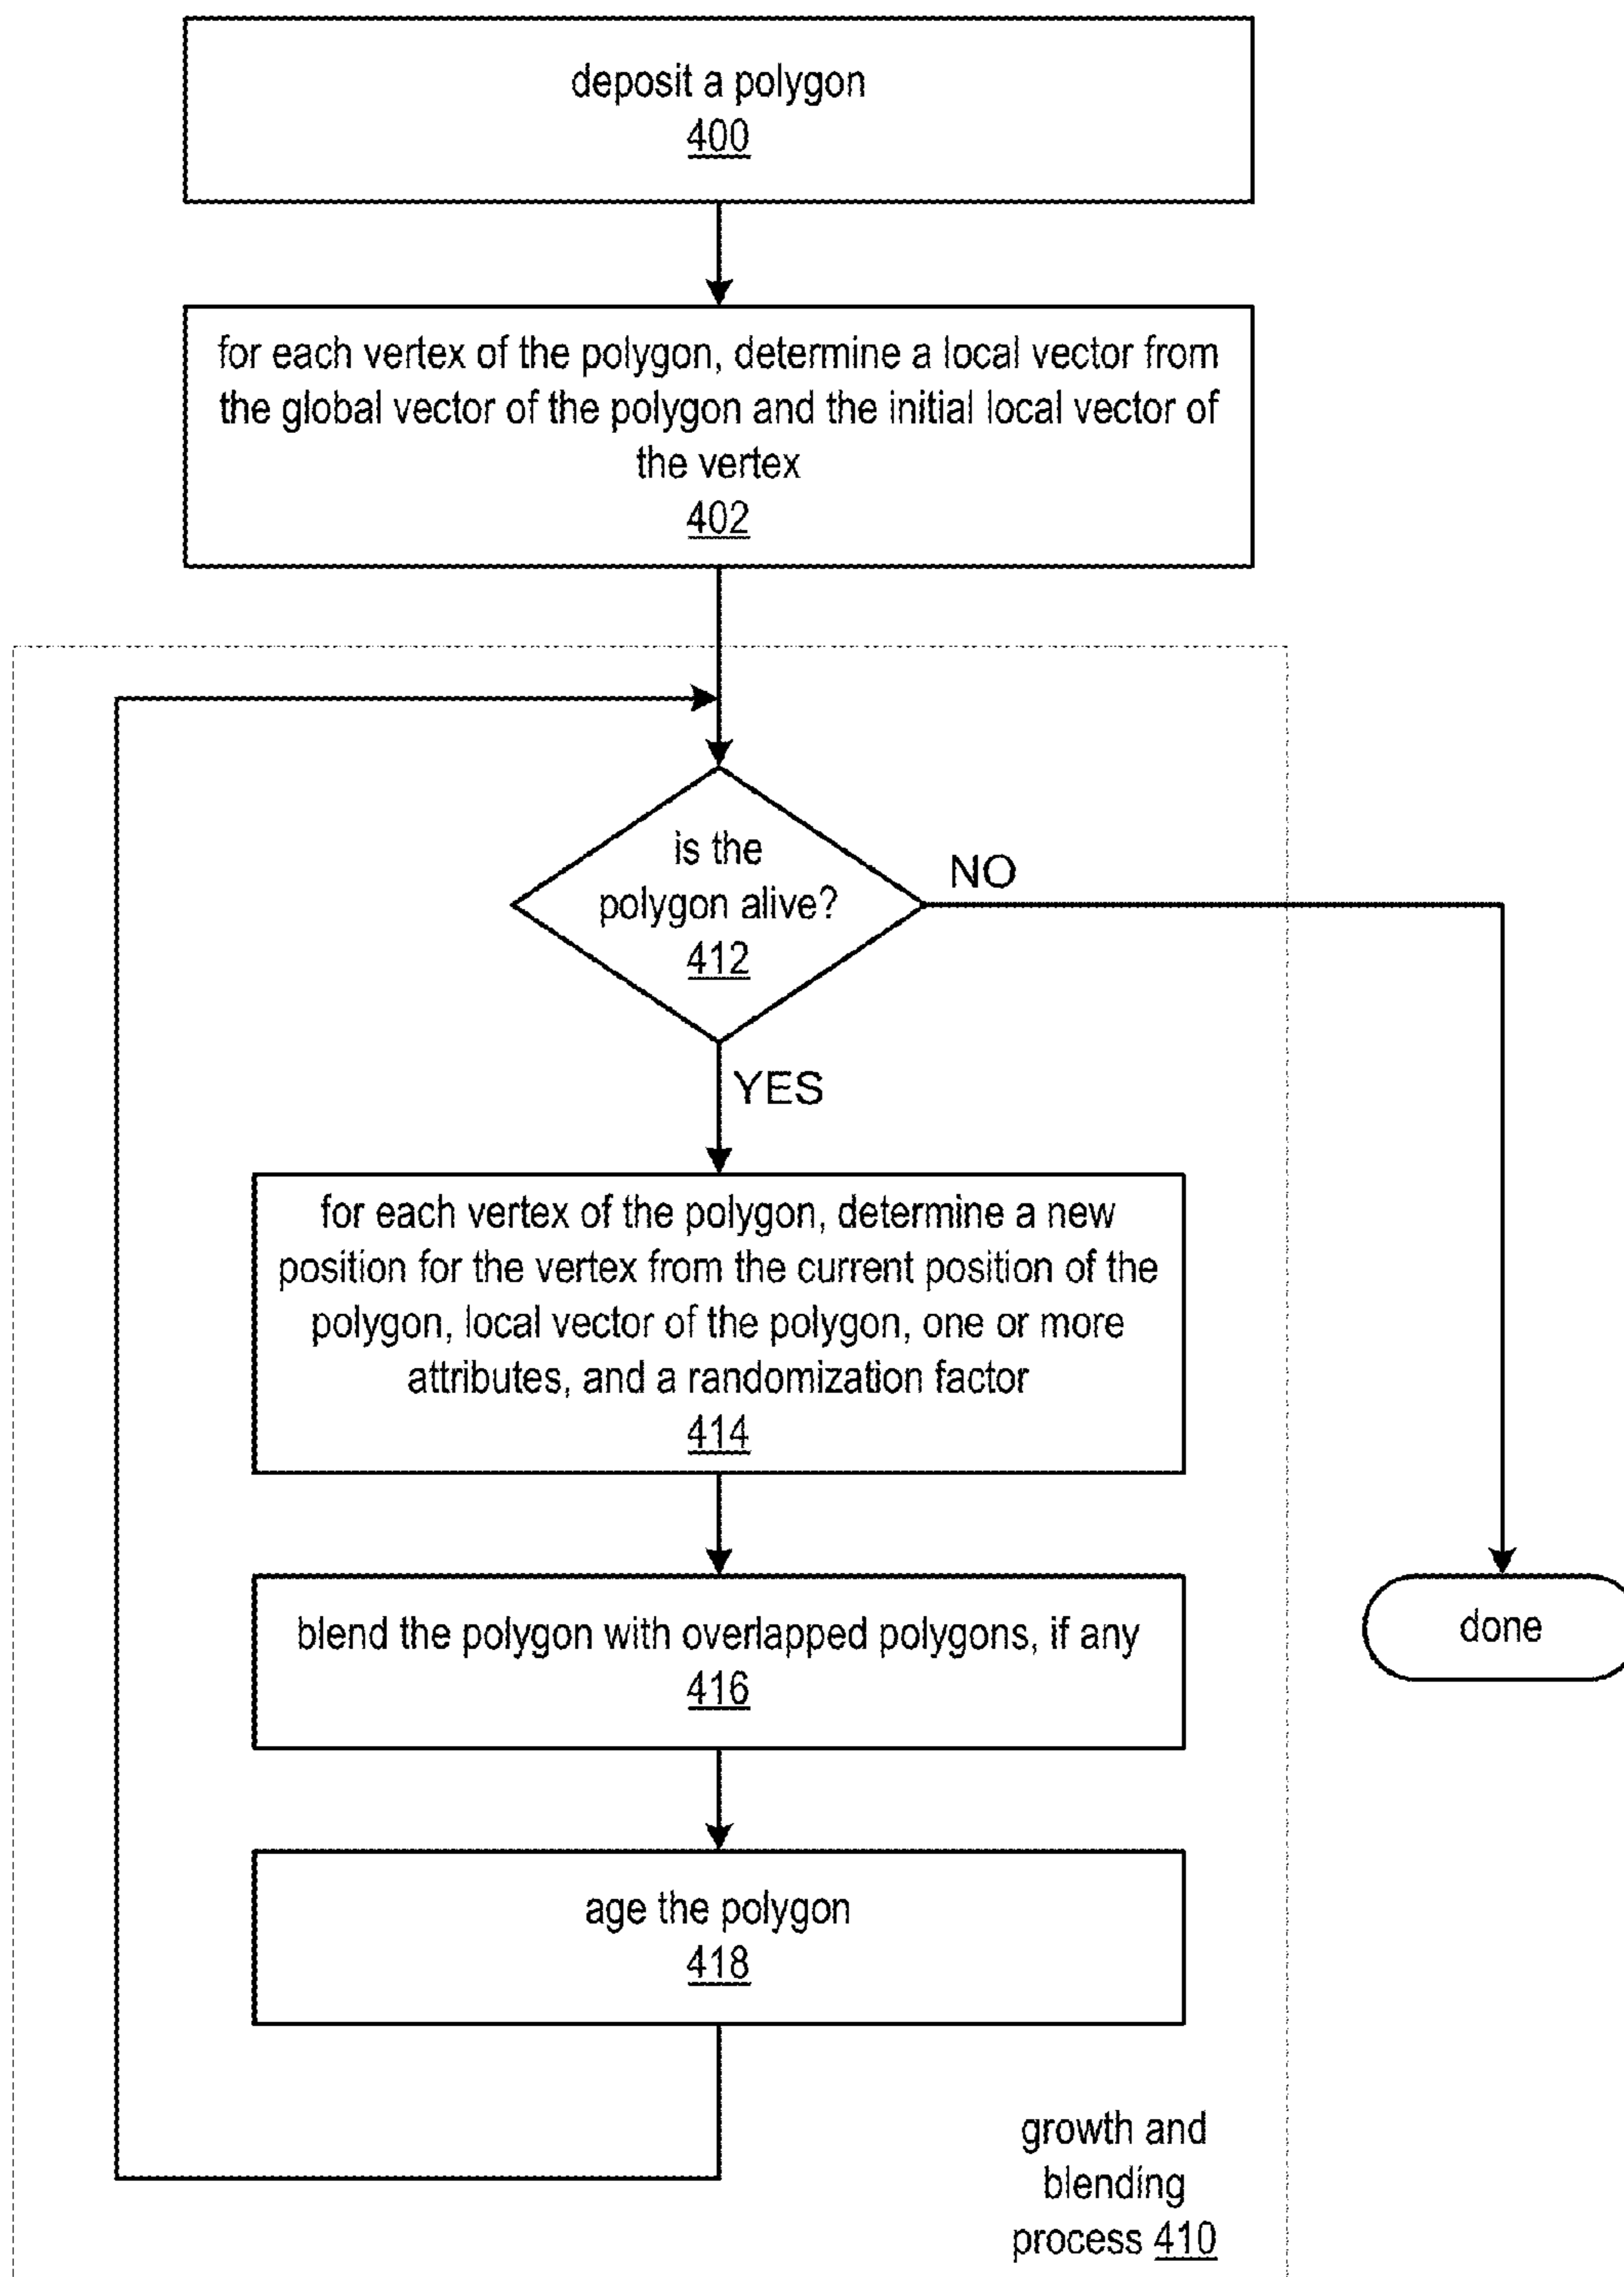 deposit a polygon
400
for each vertex of the polygon, determine a local vector from
the global vector of the polygon and the initial local vector of
the vertex
402
is the
polygon alive?
412
NO
YES
for each vertex of the polygon, determine a new
position for the vertex from the current position of the
polygon, local vector of the polygon, one or more
attributes, and a randomization factor
414
blend the polygon with overlapped polygons, if any
416
done
age the polygon
418
growth and
blending
process 410